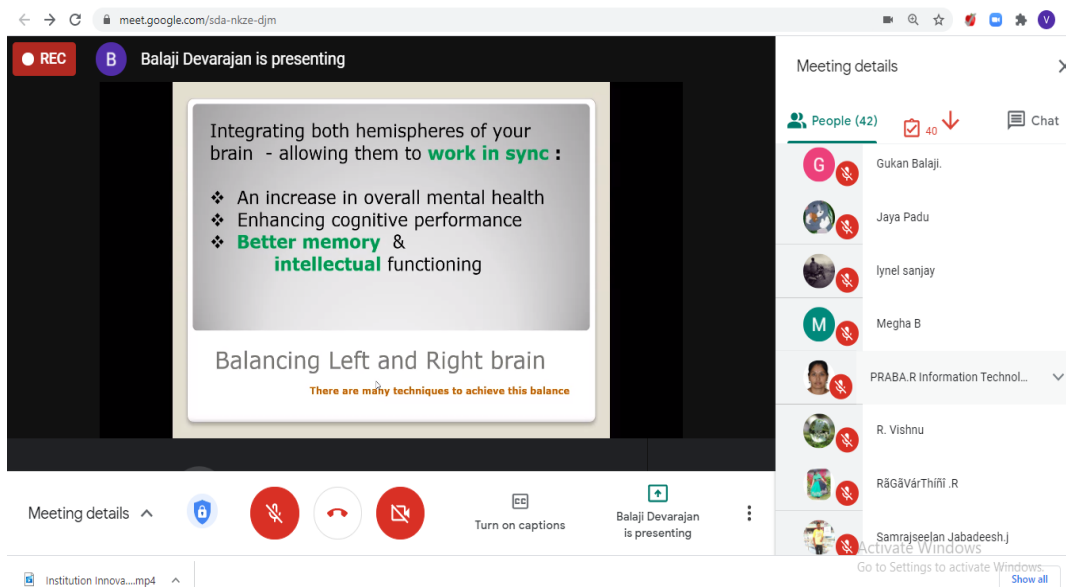 meet.google.com/sda-nkze-djm
V
REC
B
Balaji Devarajan is presenting
Integrating both hemispheres of your
brain - allowing them to work in sync :
❖ An increase in overall mental health
❖ Enhancing cognitive performance
❖ Better memory &
intellectual functioning
Balancing Left and Right brain
There are many techniques to achieve this balance
Meeting details
People (42)
40
Chat
G
Gukan Balaji.
Jaya Padu
lynel sanjay
M
Megha B
PRABA.R Information Technol...
R. Vishnu
RãGãVárThíñî .R
Samrajseelan Jabadeesh.j
Meeting details
CC
Turn on captions
Balaji Devarajan
is presenting
Activate Windows
Go to Settings to activate Windows.
Institution Innova....mp4
Show all